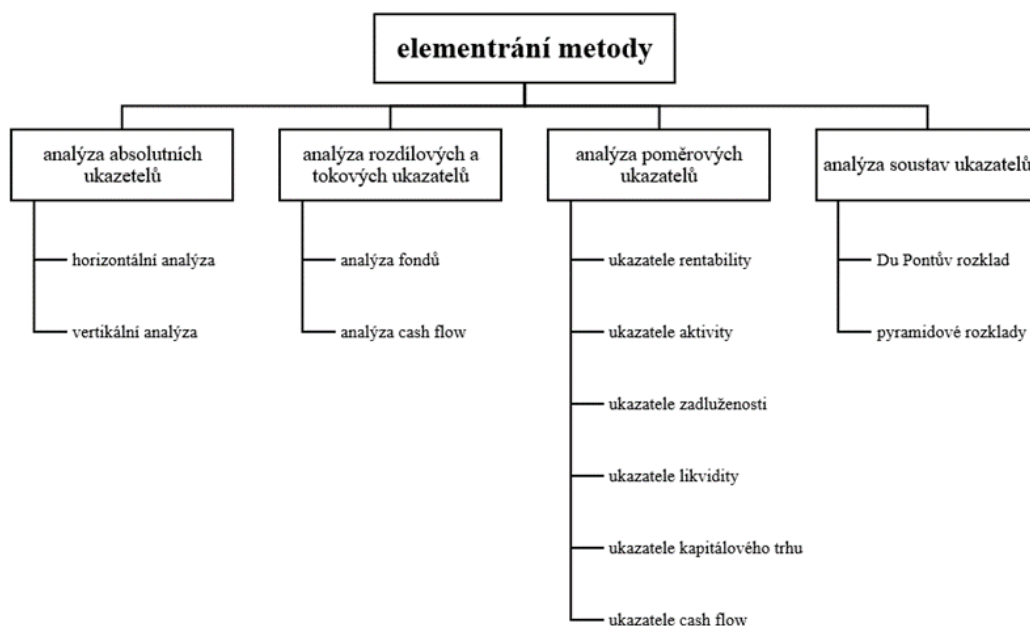 elementrání metody
analýza absolutních
ukazetelů
analýza rozdílových a
tokových ukazatelů
analýza poměrových
ukazatelů
analýza soustav ukazatelů
horizontální analýza
vertikální analýza
analýza fondů
analýza cash flow
ukazatele rentability
ukazatele aktivity
ukazatele zadluženosti
ukazatele likvidity
ukazatele kapitálového trhu
ukazatele cash flow
Du Pontův rozklad
pyramidové rozklady